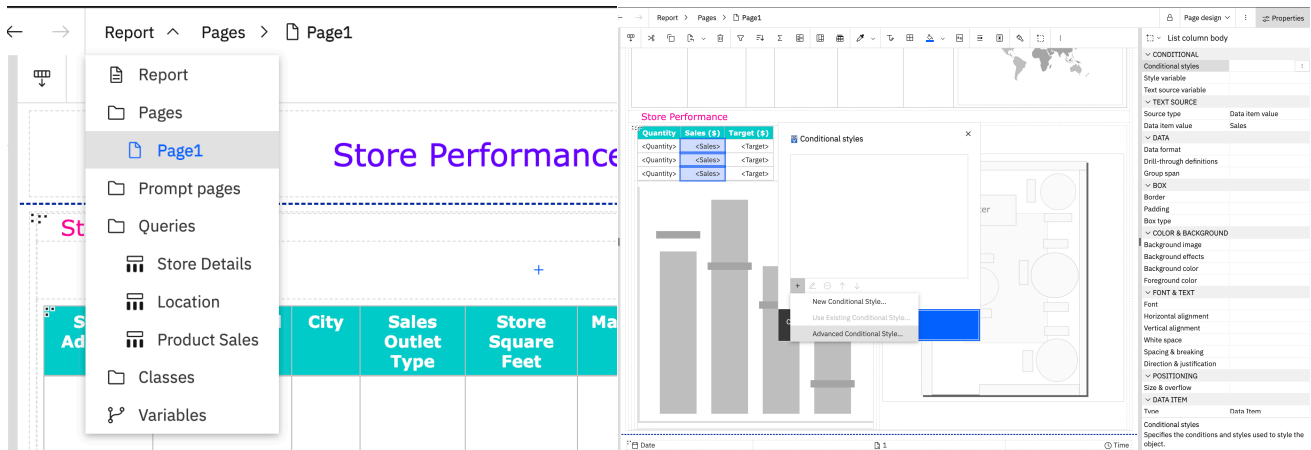 Report Pages Page1
Report
Pages
Page1
Prompt pages
Queries
Store Details
Location
Product Sales
Classes
Variables
Store Performance
St
City
Sales
Outlet
Type
Store
Square
Feet
Ma
S
Ad
Report Pages Page1
Page design
Properties
Store Performance
Quantity Sales ($) Target ($)
<Quantity> <Sales> <Target>
<Quantity> <Sales> <Target>
<Quantity> <Sales> <Target>
Conditional styles
New Conditional Style...
Use Existing Conditional Style...
Advanced Conditional Style...
ter
Date
1
Time
List column body
CONDITIONAL
Conditional styles
Style variable
Text source variable
TEXT SOURCE
Source type Data item value
Data item value Sales
DATA
Data format
Drill-through definitions
Group span
BOX
Border
Padding
Box type
COLOR & BACKGROUND
Background image
Background effects
Background color
Foreground color
FONT & TEXT
Font
Horizontal alignment
Vertical alignment
White space
Spacing & breaking
Direction & justification
POSITIONING
Size & overflow
DATA ITEM
Type Data Item
Conditional styles
Specifies the conditions and styles used to style the
object.